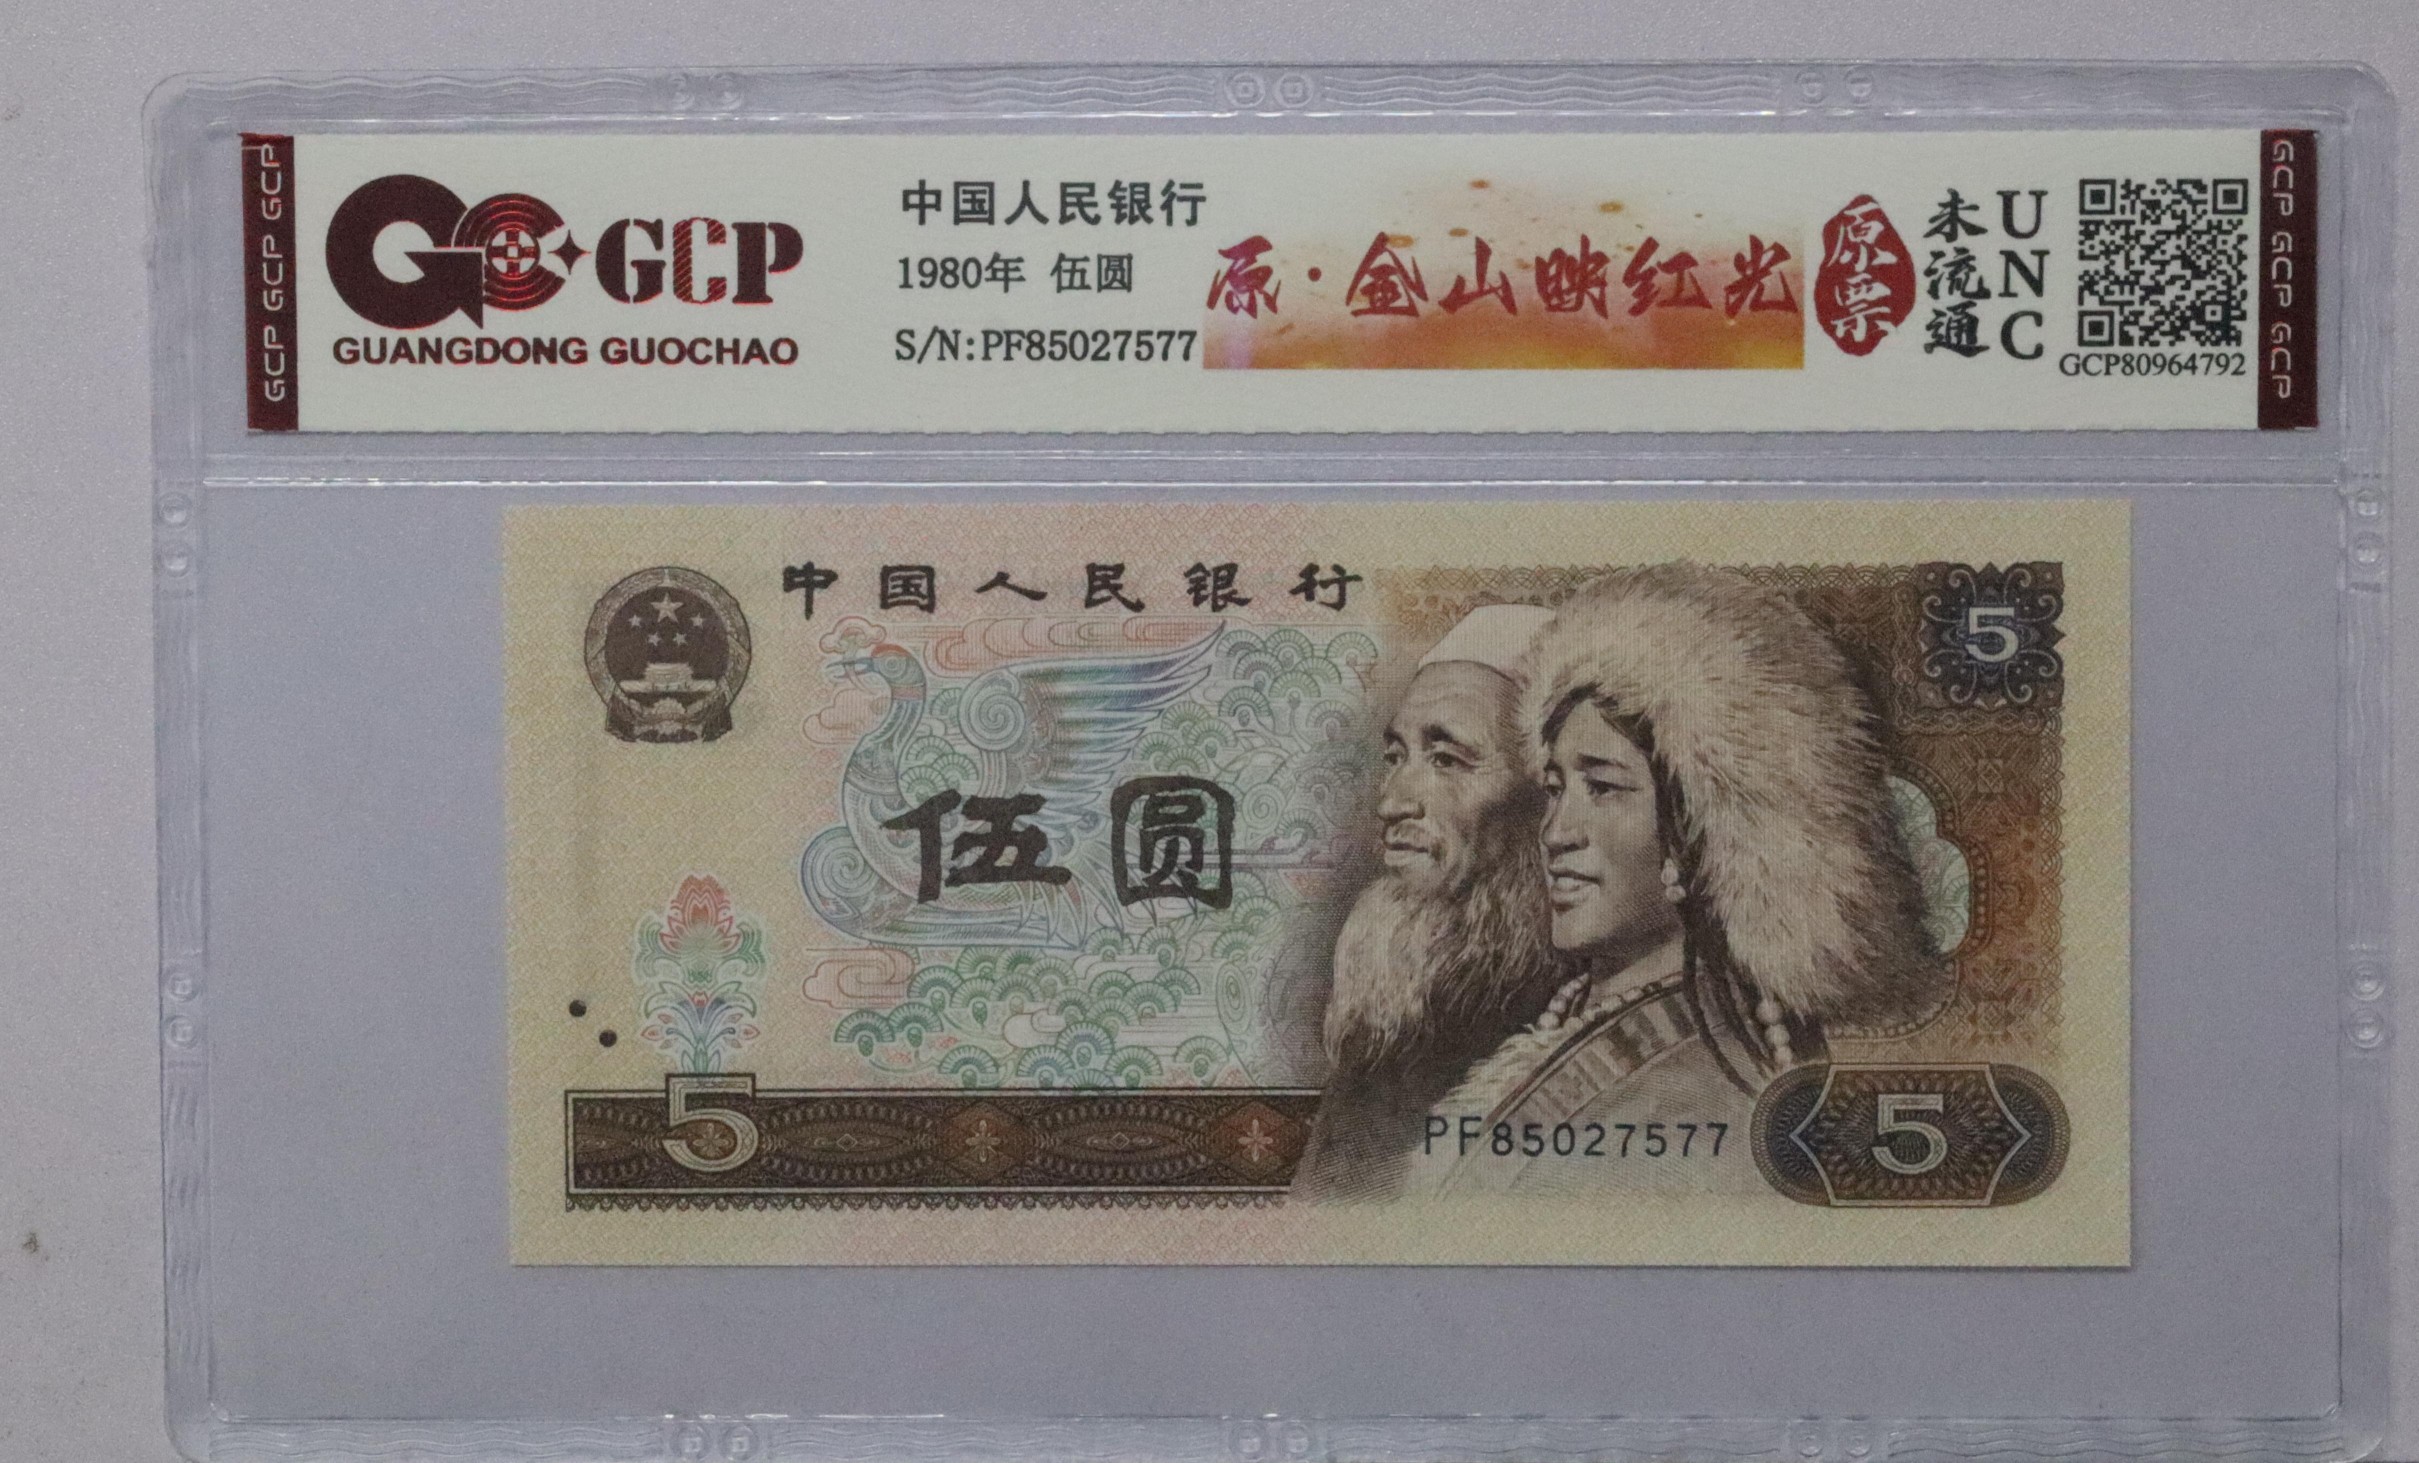 GCP GCP GCP
GCP
GUANGDONG GUOCHAO
中国人民银行
1980年 伍圆
S/N:PF85027577
原·金山映红光
原票
未流通
UNC
GCP80964792
GCP GCP GCP
中国人民银行
5
伍圆
5
PF85027577
5